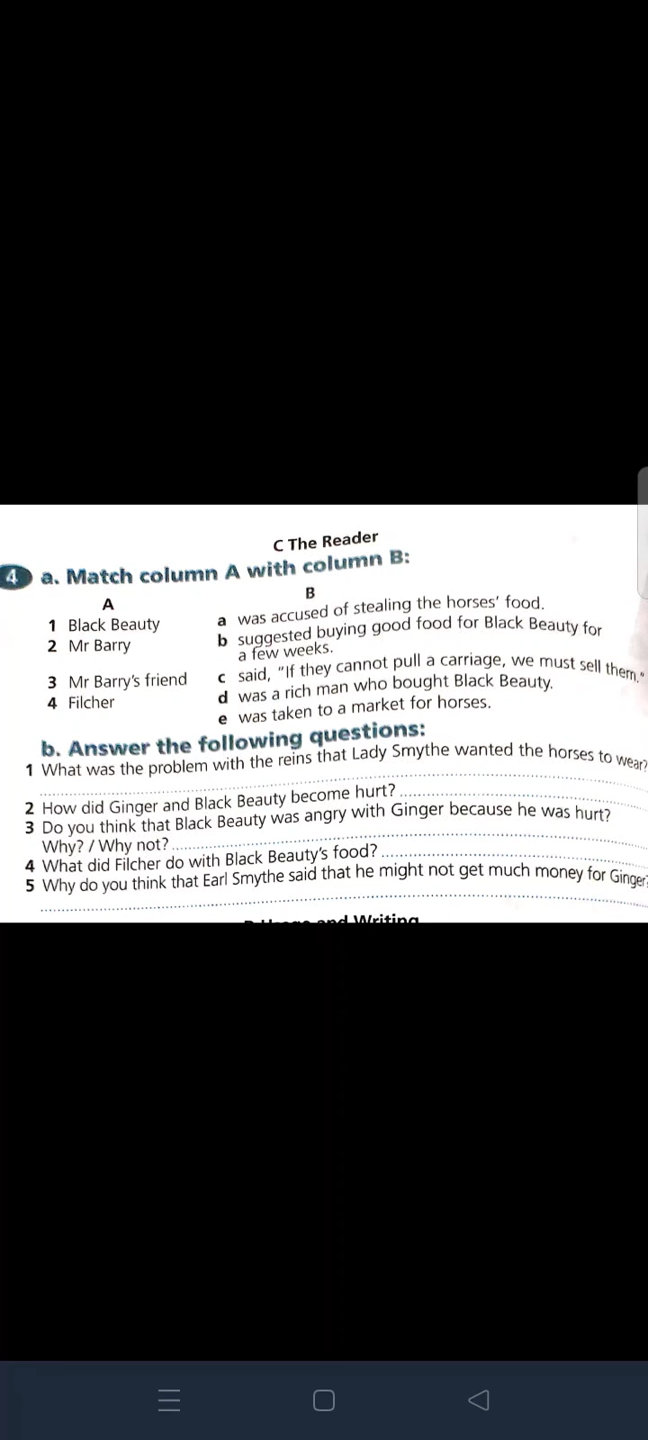 C The Reader
4 a. Match column A with column B:
A B
1 Black Beauty a was accused of stealing the horses' food.
2 Mr Barry b suggested buying good food for Black Beauty for
a few weeks.
3 Mr Barry's friend c said, "If they cannot pull a carriage, we must sell them."
4 Filcher d was a rich man who bought Black Beauty.
e was taken to a market for horses.
b. Answer the following questions:
1 What was the problem with the reins that Lady Smythe wanted the horses to wear?
2 How did Ginger and Black Beauty become hurt?
3 Do you think that Black Beauty was angry with Ginger because he was hurt?
Why? / Why not?
4 What did Filcher do with Black Beauty's food?
5 Why do you think that Earl Smythe said that he might not get much money for Ginger?
and Writing